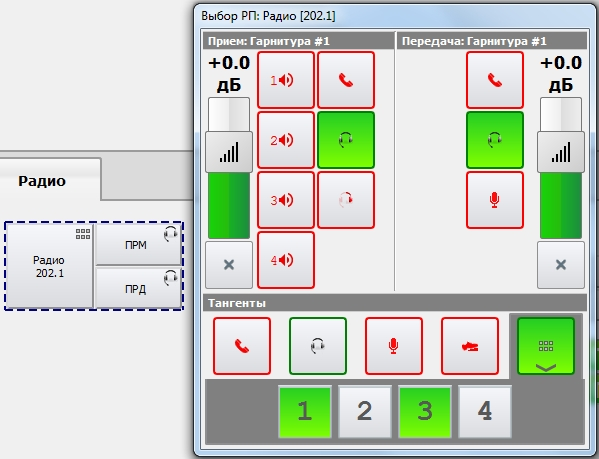 Выбор РП: Радио [202.1]
Прием: Гарнитура #1
Передача: Гарнитура #1
+0.0
дБ
1
2
3
4
+0.0
дБ
Радио
Радио
202.1
ПРМ
ПРД
Тангенты
1 2 3 4